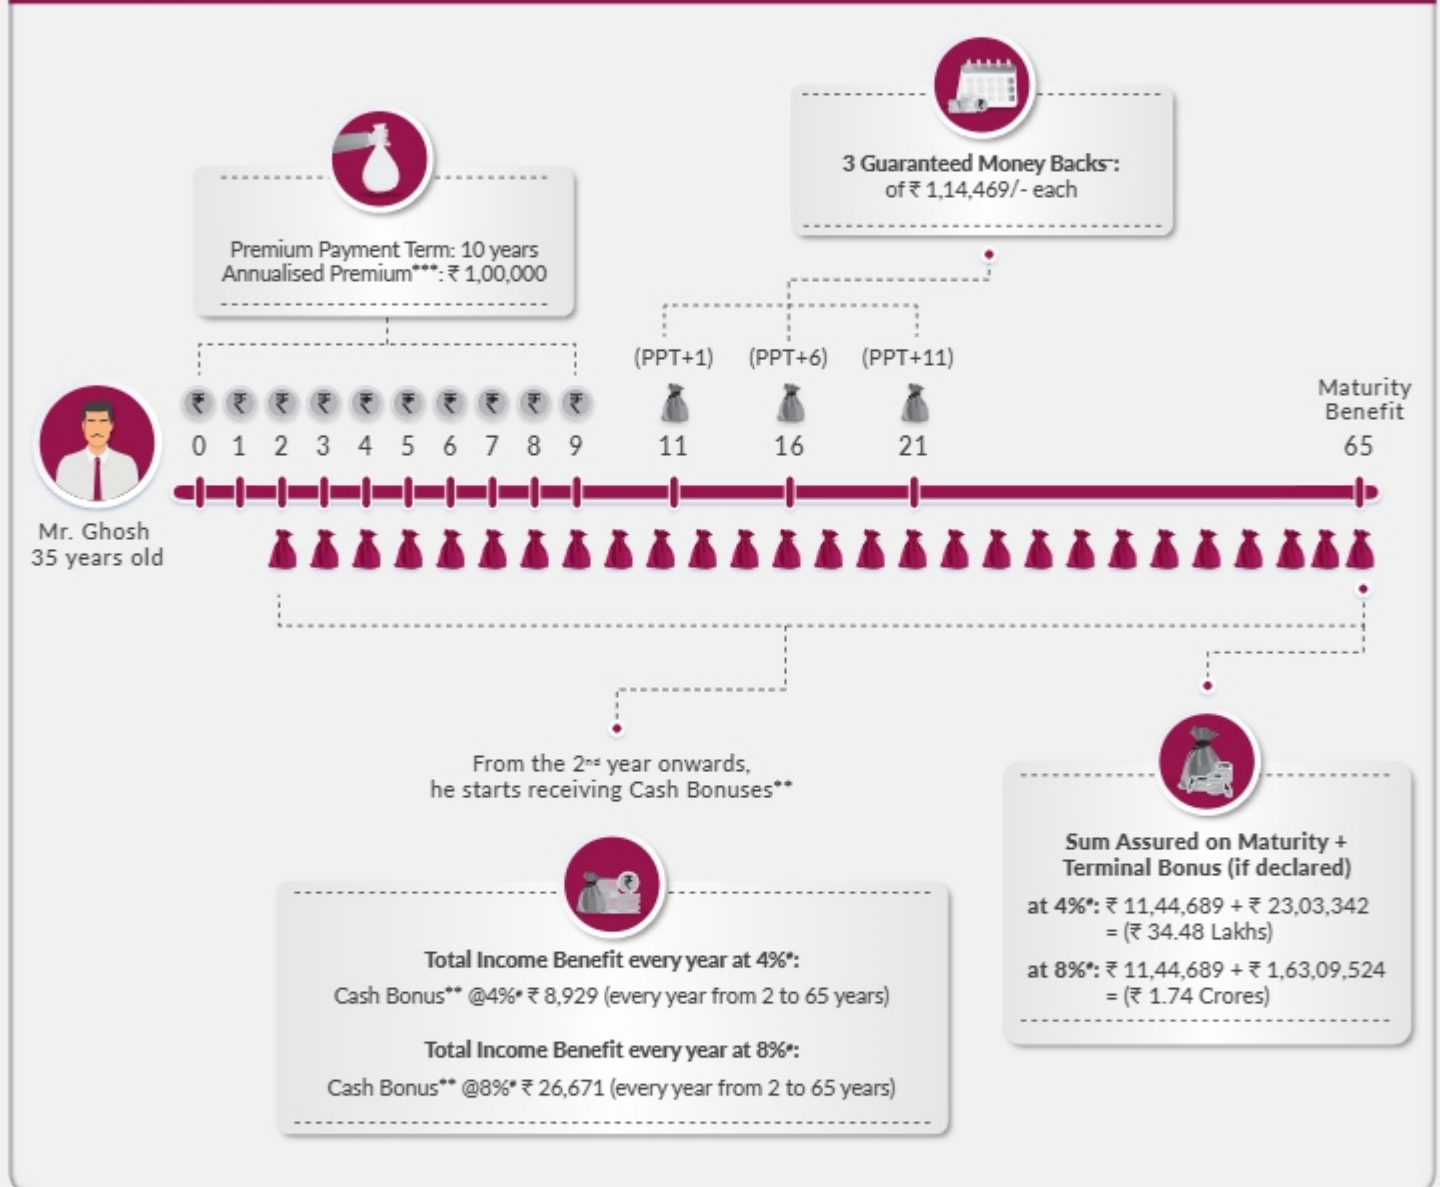 3 Guaranteed Money Backs~:
of ₹ 1,14,469/- each
Premium Payment Term: 10 years
Annualised Premium***: ₹ 1,00,000
(PPT+1) (PPT+6) (PPT+11)
Maturity
Benefit
0 1 2 3 4 5 6 7 8 9 11 16 21 65
Mr. Ghosh
35 years old
From the 2nd year onwards,
he starts receiving Cash Bonuses**
Total Income Benefit every year at 4%#:
Cash Bonus** @4%# ₹ 8,929 (every year from 2 to 65 years)
Total Income Benefit every year at 8%#:
Cash Bonus** @8%# ₹ 26,671 (every year from 2 to 65 years)
Sum Assured on Maturity +
Terminal Bonus (if declared)
at 4%#: ₹ 11,44,689 + ₹ 23,03,342
= (₹ 34.48 Lakhs)
at 8%#: ₹ 11,44,689 + ₹ 1,63,09,524
= (₹ 1.74 Crores)